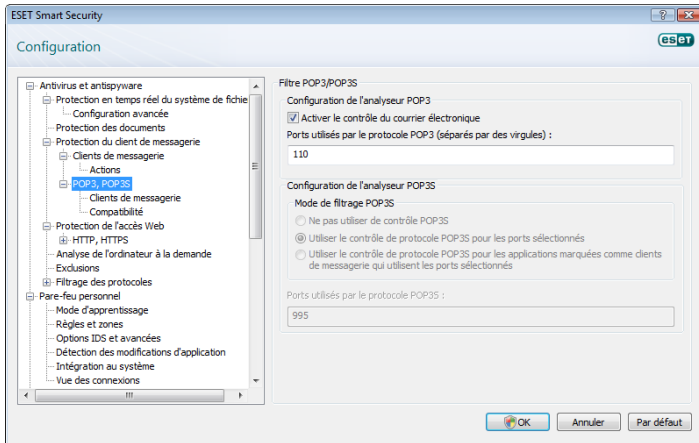 ESET Smart Security
Configuration
eset
Antivirus et antispyware
Protection en temps réel du système de fichie
Configuration avancée
Protection des documents
Protection du client de messagerie
Clients de messagerie
Actions
POP3, POP3S
Clients de messagerie
Compatibilité
Protection de l'accès Web
HTTP, HTTPS
Analyse de l'ordinateur à la demande
Exclusions
Filtrage des protocoles
Pare-feu personnel
Mode d'apprentissage
Règles et zones
Options IDS et avancées
Détection des modifications d'application
Intégration au système
Vue des connexions
Filtre POP3/POP3S
Configuration de l'analyseur POP3
Activer le contrôle du courrier électronique
Ports utilisés par le protocole POP3 (séparés par des virgules) :
110
Configuration de l'analyseur POP3S
Mode de filtrage POP3S
Ne pas utiliser de contrôle POP3S
Utiliser le contrôle de protocole POP3S pour les ports sélectionnés
Utiliser le contrôle de protocole POP3S pour les applications marquées comme clients
de messagerie qui utilisent les ports sélectionnés
Ports utilisés par le protocole POP3S :
995
OK
Annuler
Par défaut